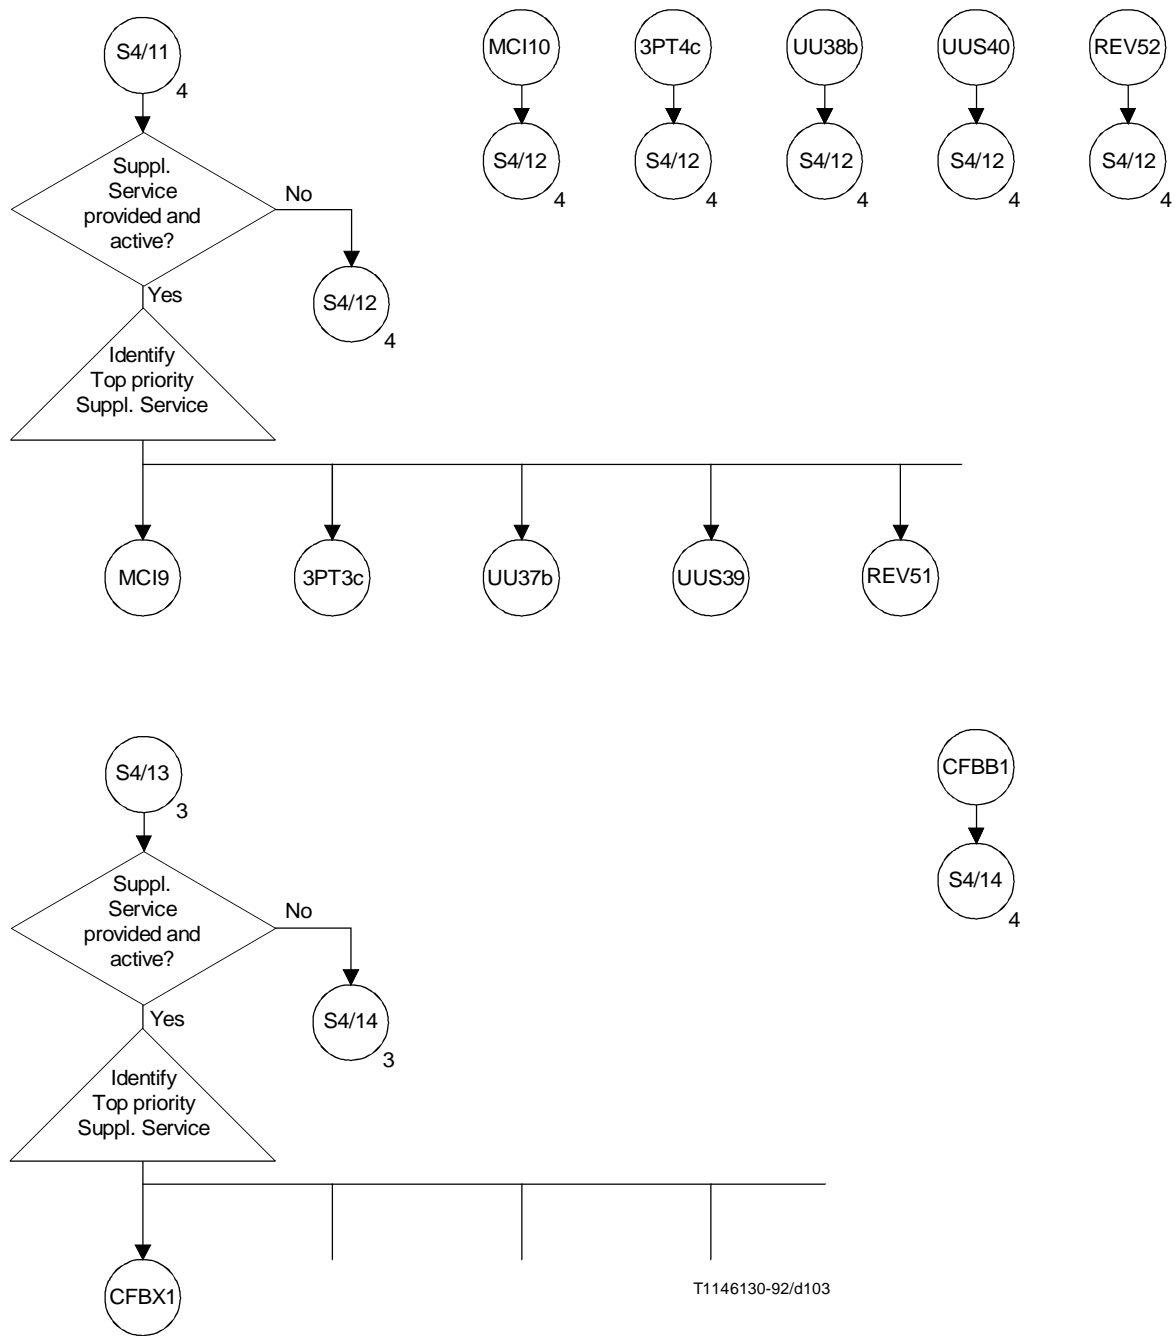 S4/11
4
MCI10
3PT4c
UU38b
UUS40
REV52
S4/12
4
S4/12
4
S4/12
4
S4/12
4
S4/12
4
Suppl.
Service
provided and
active?
No
S4/12
4
Yes
Identify
Top priority
Suppl. Service
MCI9
3PT3c
UU37b
UUS39
REV51
S4/13
3
CFBB1
S4/14
4
Suppl.
Service
provided and
active?
No
S4/14
3
Yes
Identify
Top priority
Suppl. Service
CFBX1
T1146130-92/d103